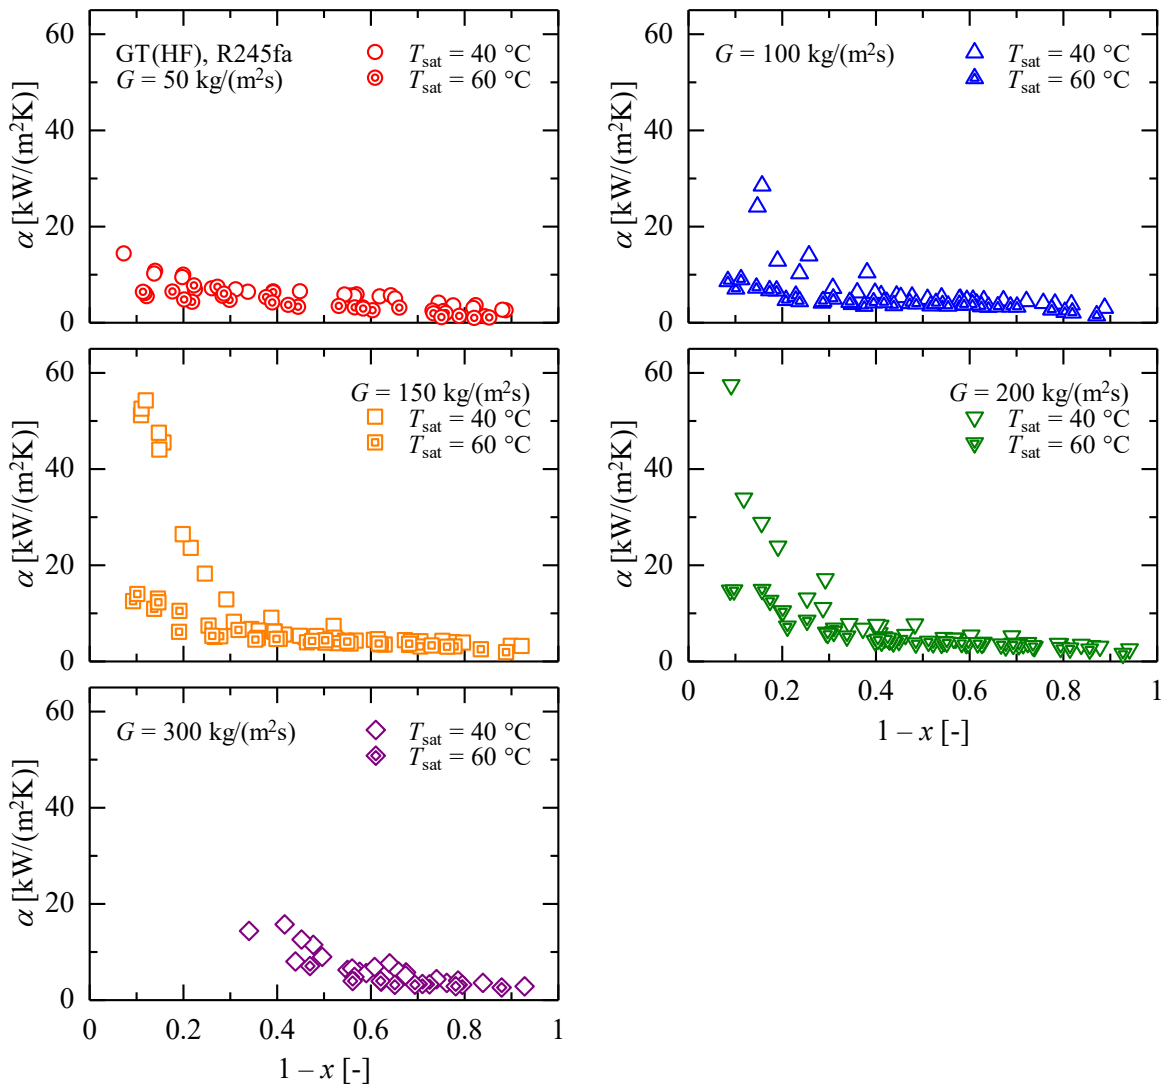 GT(HF), R245fa
G = 50 kg/(m²s)
T_sat = 40 °C
T_sat = 60 °C
60
40
20
0
α [kW/(m²K)]
G = 100 kg/(m²s)
T_sat = 40 °C
T_sat = 60 °C
60
40
20
0
α [kW/(m²K)]
G = 150 kg/(m²s)
T_sat = 40 °C
T_sat = 60 °C
60
40
20
0
α [kW/(m²K)]
G = 200 kg/(m²s)
T_sat = 40 °C
T_sat = 60 °C
60
40
20
0
α [kW/(m²K)]
0 0.2 0.4 0.6 0.8 1
1 – x [-]
G = 300 kg/(m²s)
T_sat = 40 °C
T_sat = 60 °C
60
40
20
0
α [kW/(m²K)]
0 0.2 0.4 0.6 0.8 1
1 – x [-]